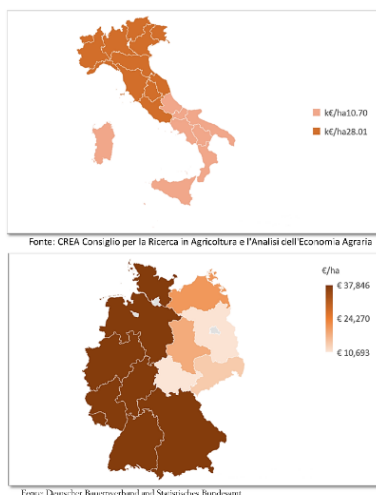 k€/ha10.70
k€/ha28.01
Fonte: CREA Consiglio per la Ricerca in Agricoltura e l'Analisi dell'Economia Agraria
€/ha
€ 37,846
€ 24,270
€ 10,693
Deutscher Bauernverband and Statistisches Bundesamt